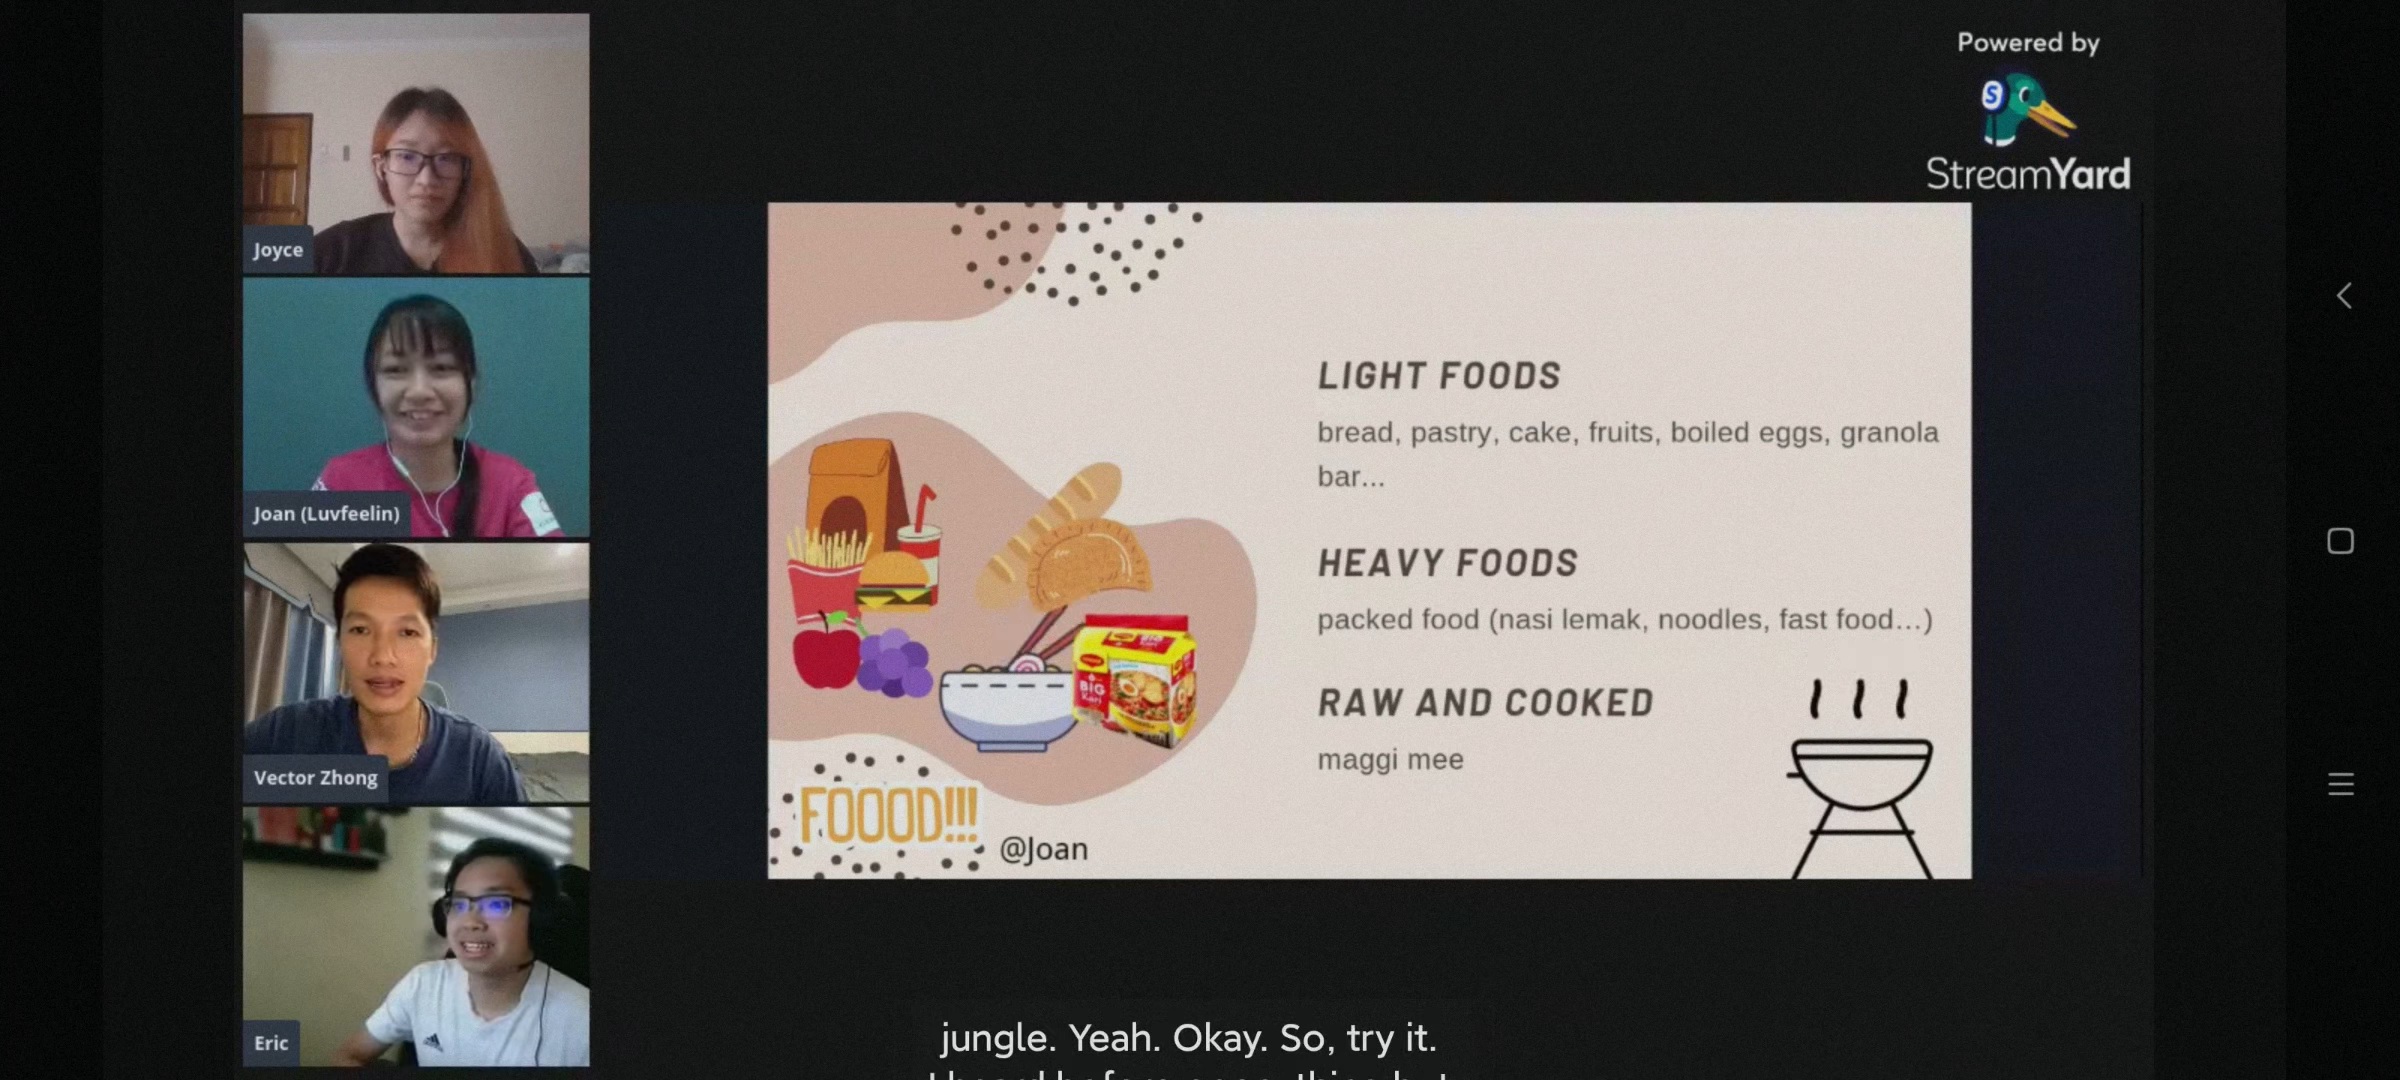 Powered by
S
StreamYard
Joyce
Joan (Luvfeelin)
Vector Zhong
Eric
LIGHT FOODS
bread, pastry, cake, fruits, boiled eggs, granola
bar...
HEAVY FOODS
packed food (nasi lemak, noodles, fast food...)
RAW AND COOKED
maggi mee
BIG
FOOOD!!!
@Joan
jungle. Yeah. Okay. So, try it.